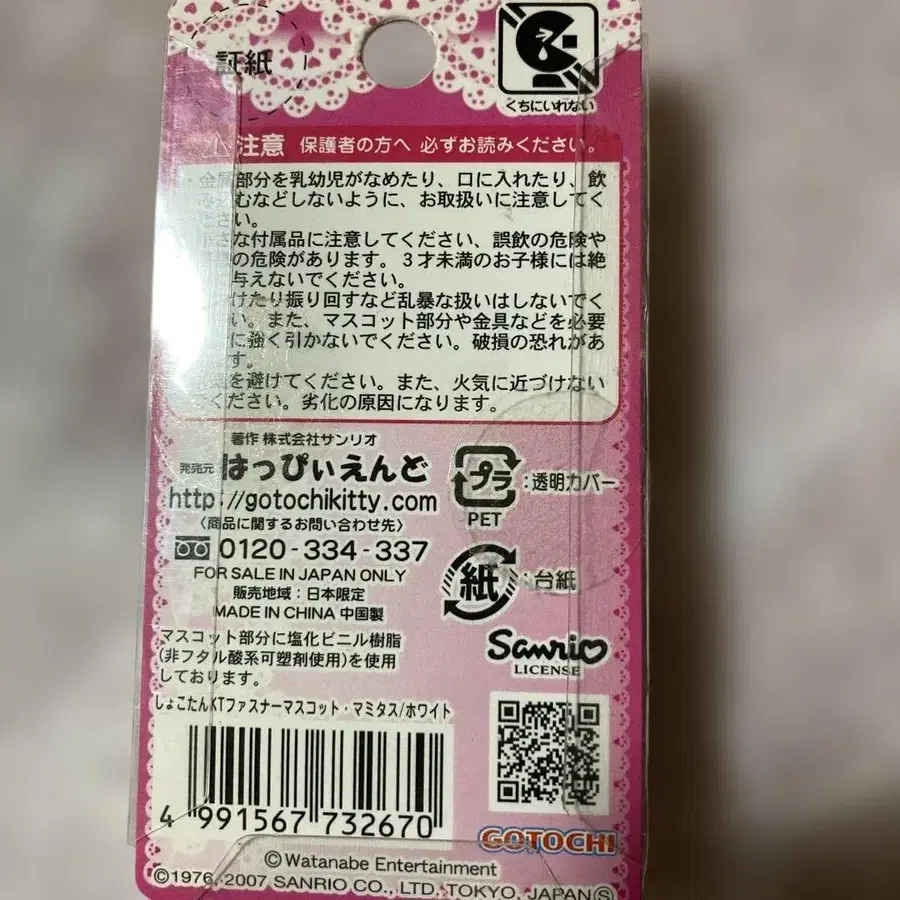 証紙
くちにいれない
注意 保護者の方へ 必ずお読みください。
部分を乳幼児がなめたり、口に入れたり、飲
むなどしないように、お取扱いに注意してく
さい。
な付属品に注意してください、誤飲の危険や
の危険があります。3才未満のお子様には絶
与えないでください。
けたり振り回すなど乱暴な扱いはしないでく
い。また、マスコット部分や金具などを必要
に強く引かないでください。破損の恐れがあ
す。
を避けてください。また、火気に近づけない
ください。劣化の原因になります。
著作 株式会社サンリオ
発売元 はっぴぃえんど
http://gotochikitty.com
〈商品に関するお問い合わせ先〉
0120-334-337
FOR SALE IN JAPAN ONLY
販売地域:日本限定
MADE IN CHINA 中国製
プラ :透明カバー
PET
紙 :台紙
マスコット部分に塩化ビニル樹脂
(非フタル酸系可塑剤使用)を使用
しております。
Sanrio
LICENSE
しょこたんKTファスナーマスコット・マミタス/ホワイト
4 991567 732670
GOTOCHI
©Watanabe Entertainment
©1976, 2007 SANRIO CO., LTD. TOKYO, JAPAN Ⓢ